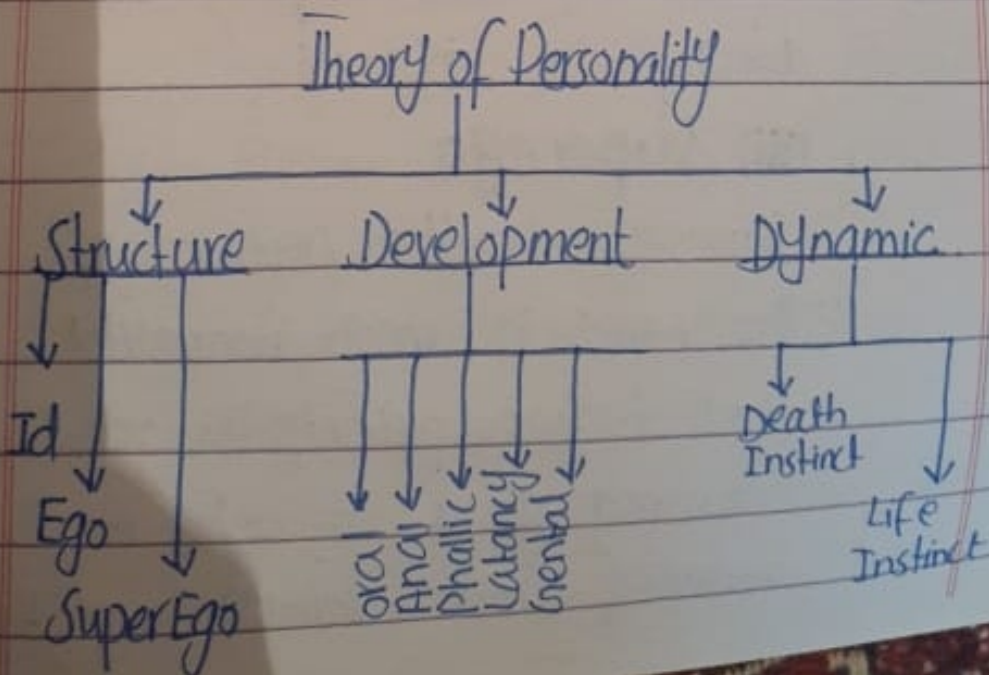 Theory of Personality
Structure Development Dynamic
Id
Ego
SuperEgo
Oral
Anal
Phallic
Latancy
Genital
Death
Instinct
Life
Instinct